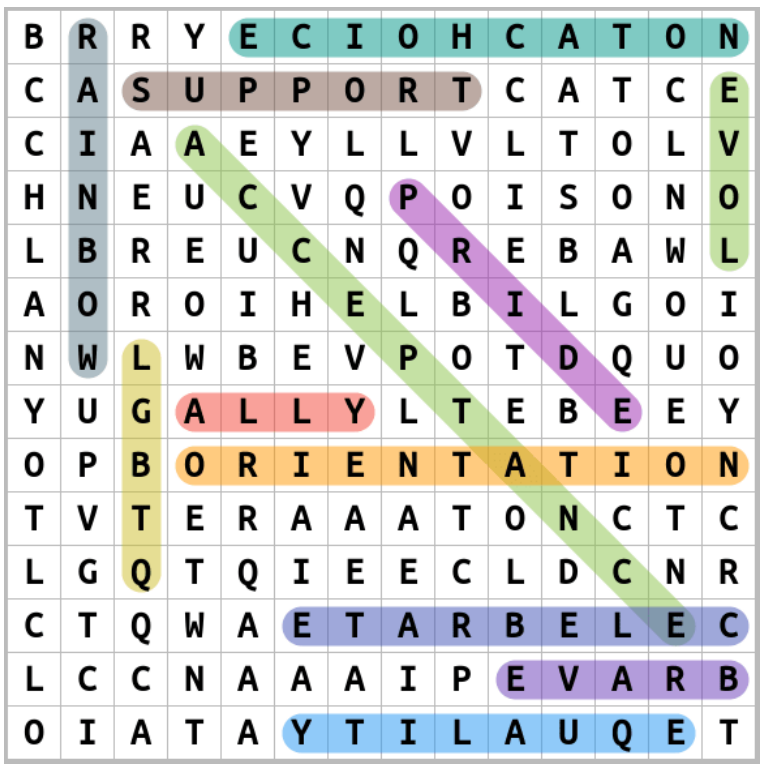 B R R Y E C I O H C A T O N
C A S U P P O R T C A T C E
C I A A E Y L L V L T O L V
H N E U C V Q P O I S O N O
L B R E U C N Q R E B A W L
A O R O I H E L B I L G O I
N W L W B E V P O T D Q U O
Y U G A L L Y L T E B E E Y
O P B O R I E N T A T I O N
T V T E R A A A T O N C T C
L G Q T Q I E E C L D C N R
C T Q W A E T A R B E L E C
L C C N A A A I P E V A R B
O I A T A Y T I L A U Q E T